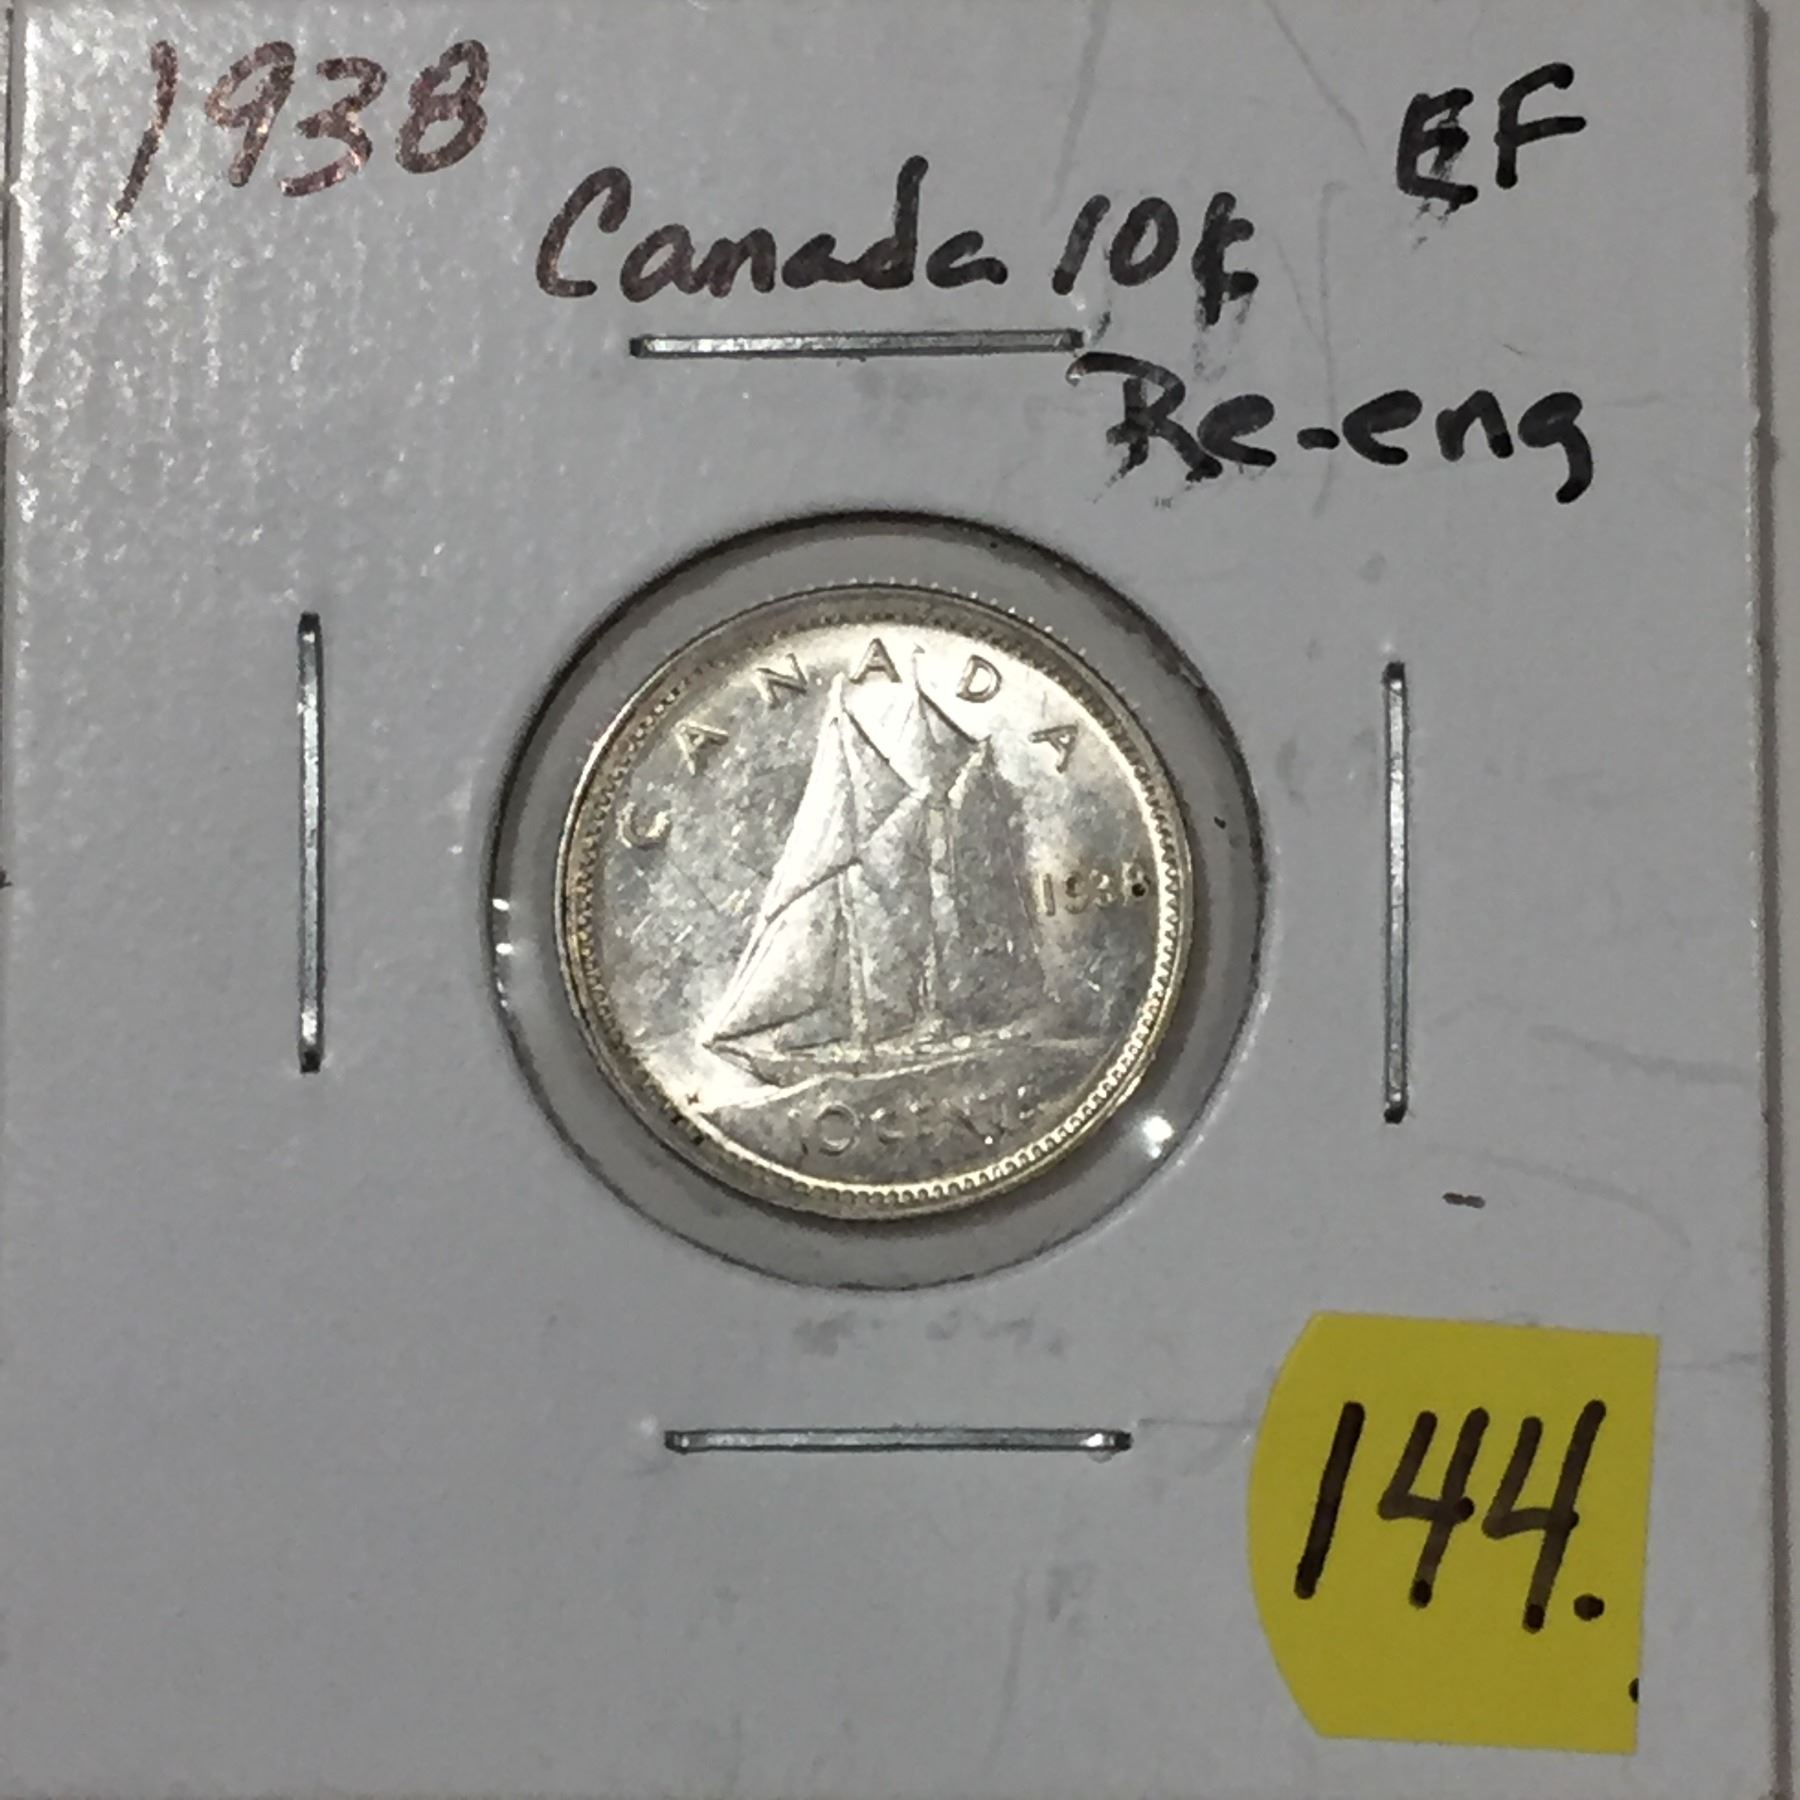 1938
EF
Canada 10¢
Re-eng
CANADA
1938
10 CENTS
144.